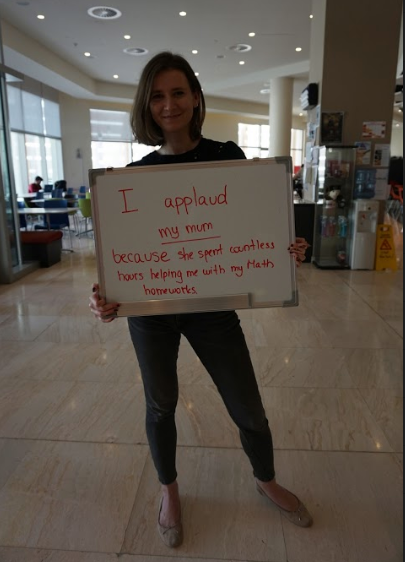 I applaud
my mum
because she spent countless
hours helping me with my Math
homeworks